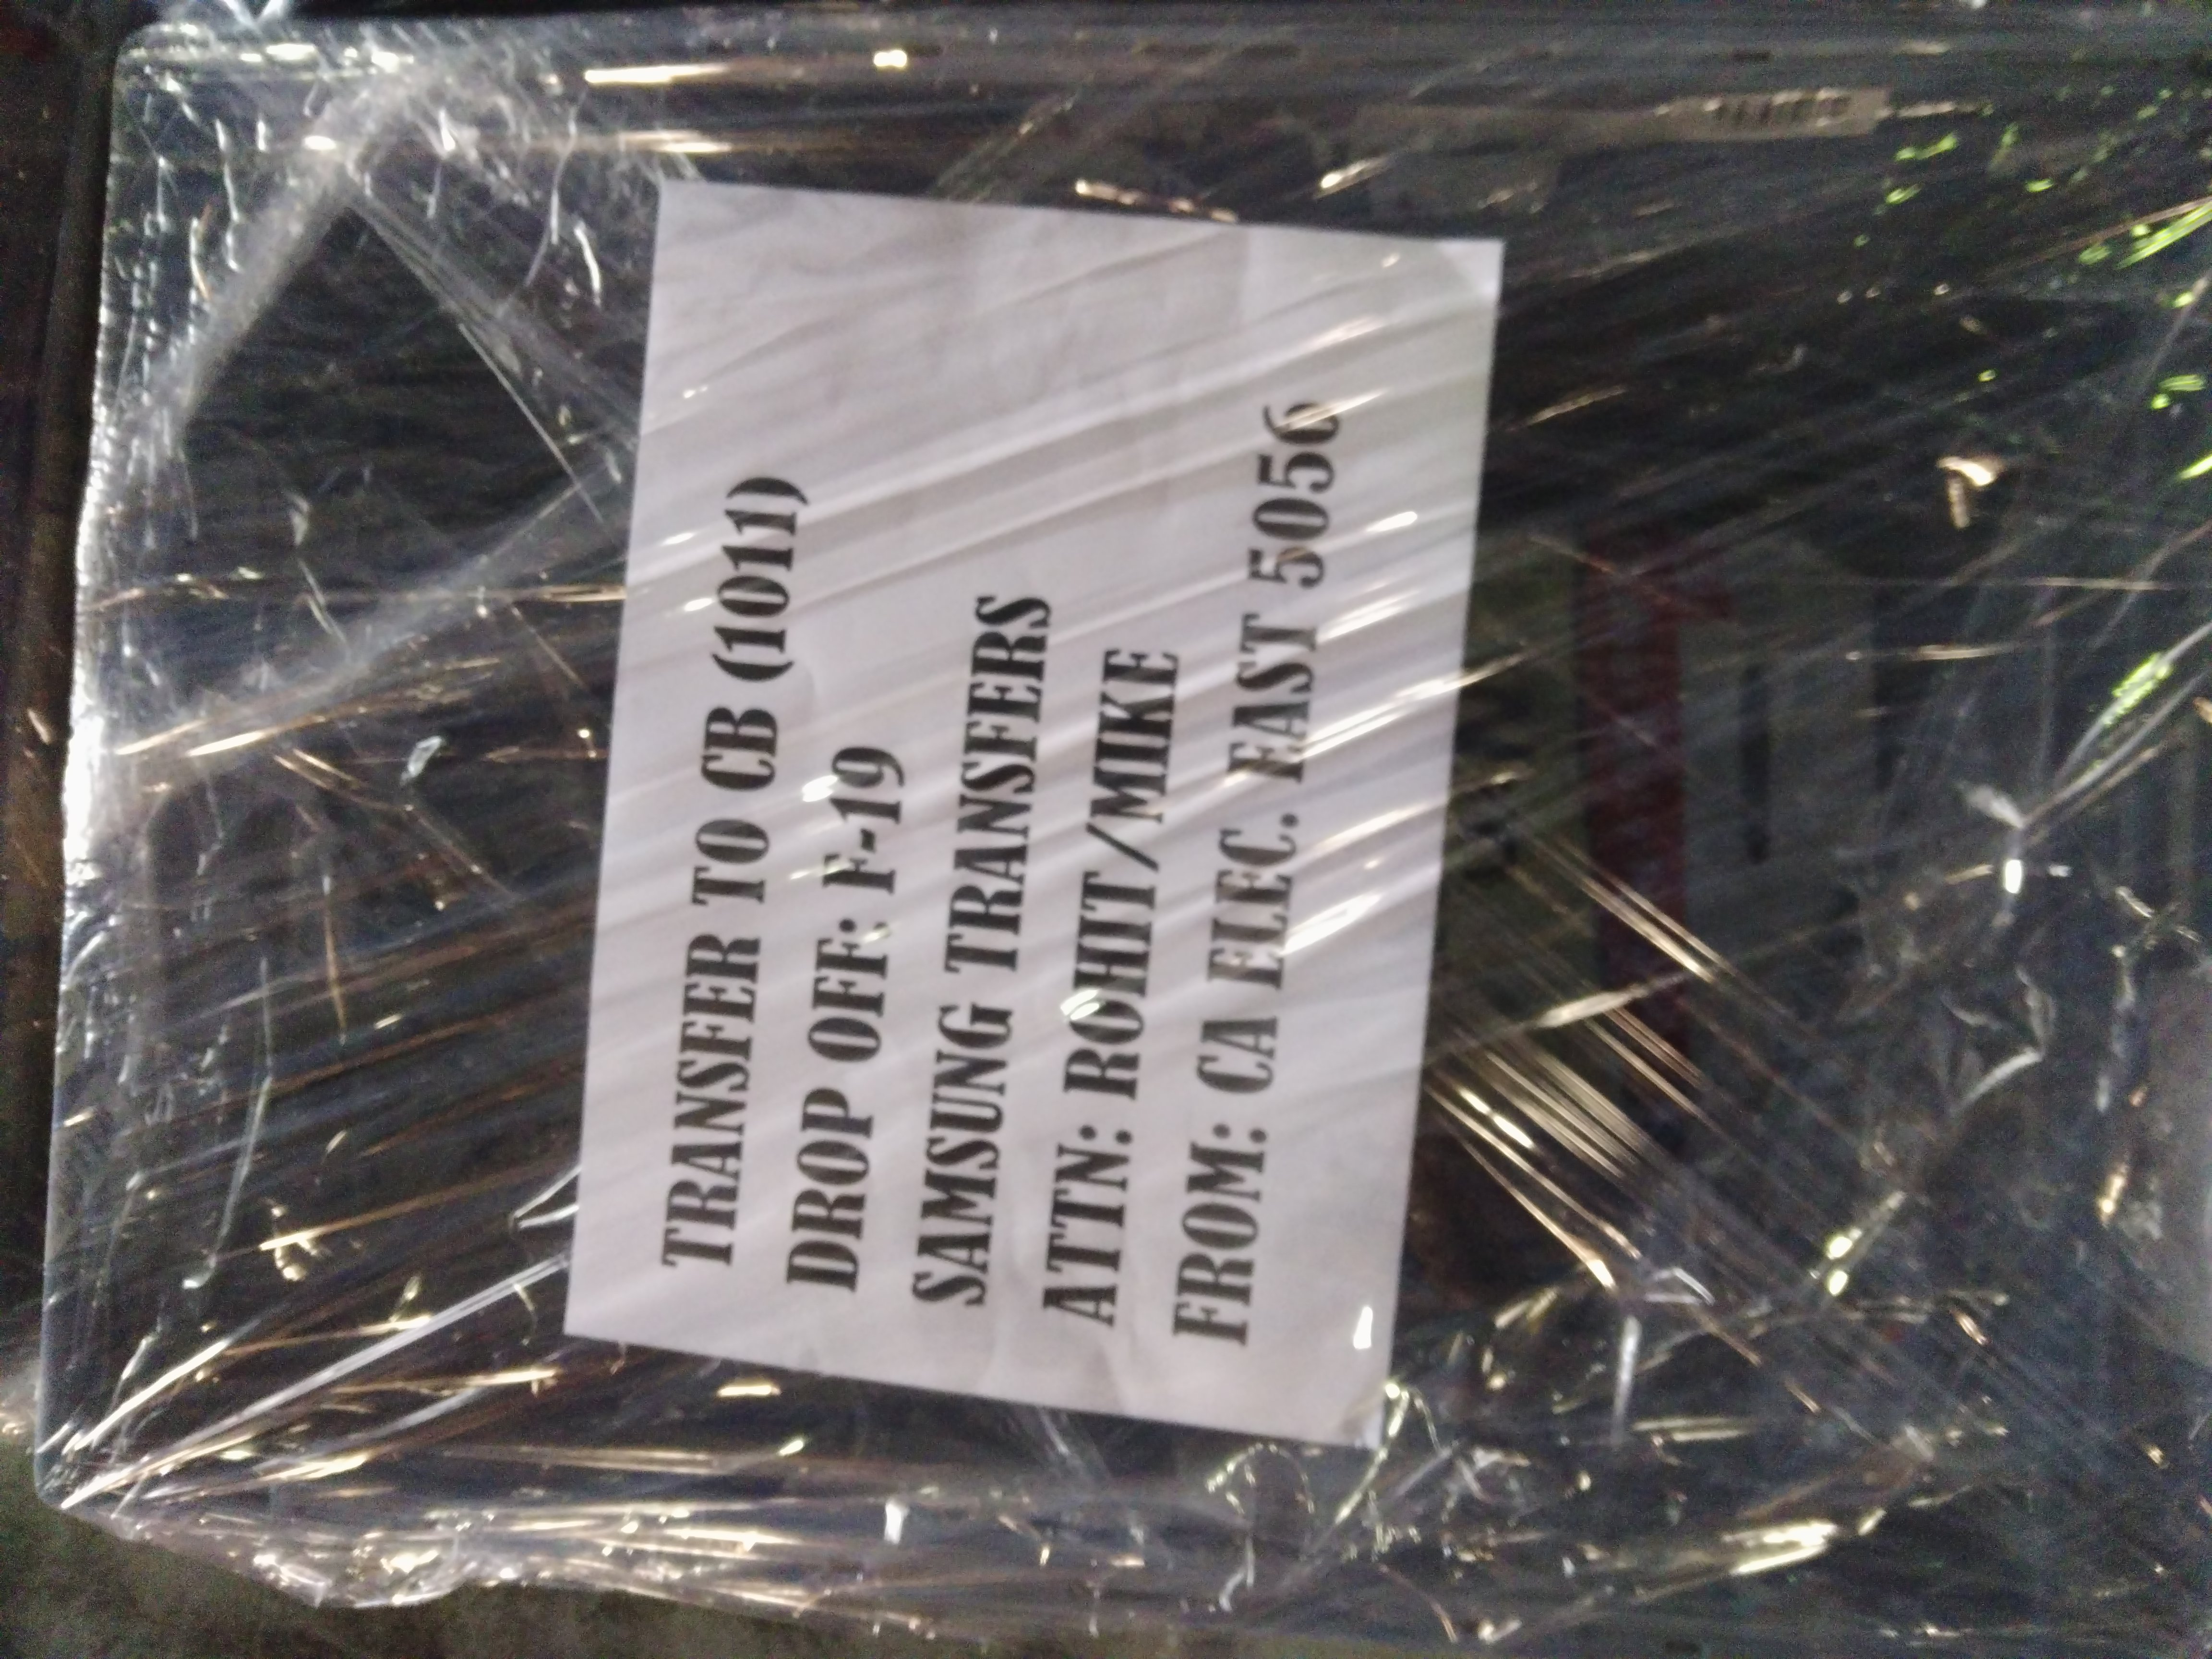 TRANSFER TO CB (1011)
DROP OFF: F-19
SAMSUNG TRANSFERS
ATTN: ROHIT/MIKE
FROM: CA ELEC. EAST 5056